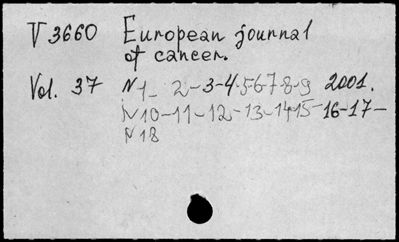 T 3660 European journal
of cancer.
Vol. 37 N 1- 2-3-4-5-6-7-8-9 2001.
N 10-11-12-13-14-15-16-17-
N 18